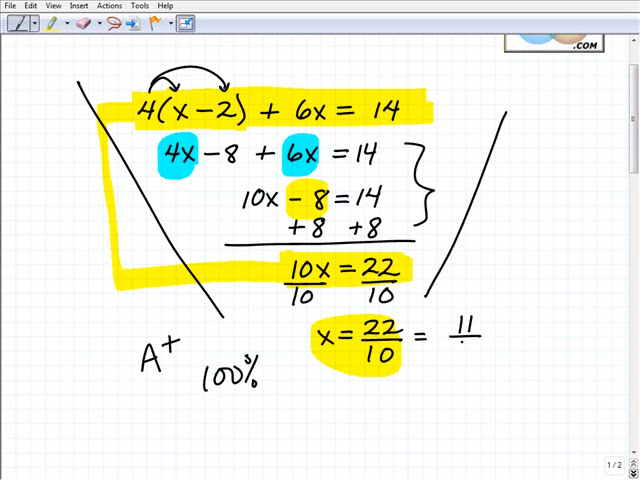 File Edit View Insert Actions Tools Help
.COM
4(x - 2) + 6x = 14
4x - 8 + 6x = 14
10x - 8 = 14
+ 8 + 8
10x = 22
10 10
x = 22/10 = 11/
A+
100%
1 / 2